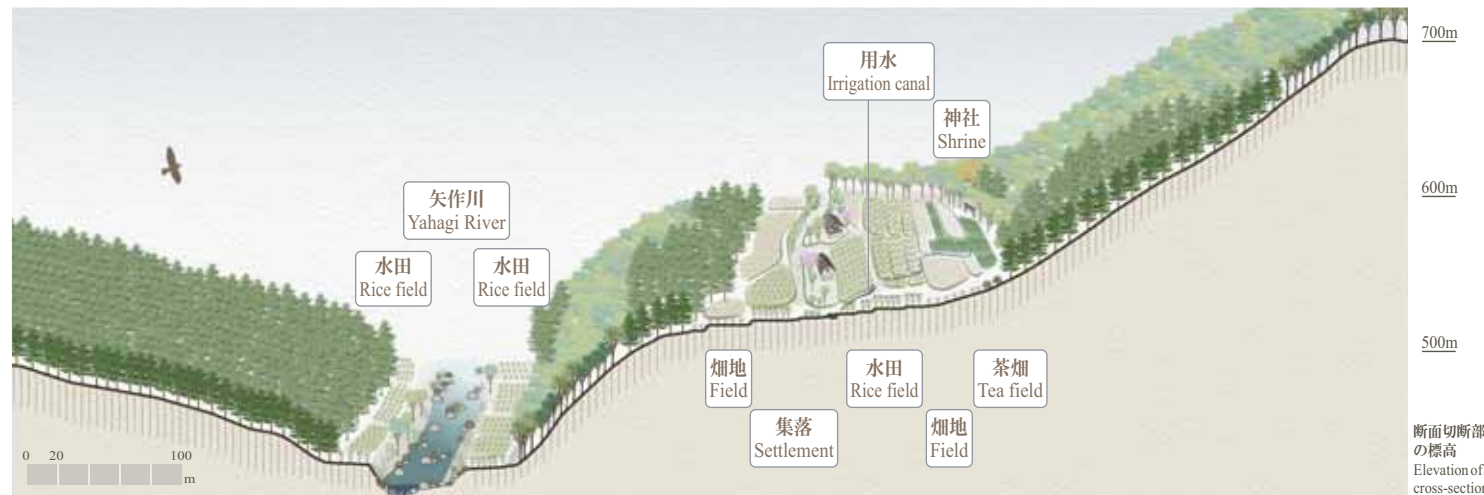 用水
Irrigation canal
神社
Shrine
矢作川
Yahagi River
水田
Rice field
水田
Rice field
畑地
Field
集落
Settlement
水田
Rice field
畑地
Field
茶畑
Tea field
700m
600m
500m
0 20 100
m
断面切断部
の標高
Elevation of
cross-section